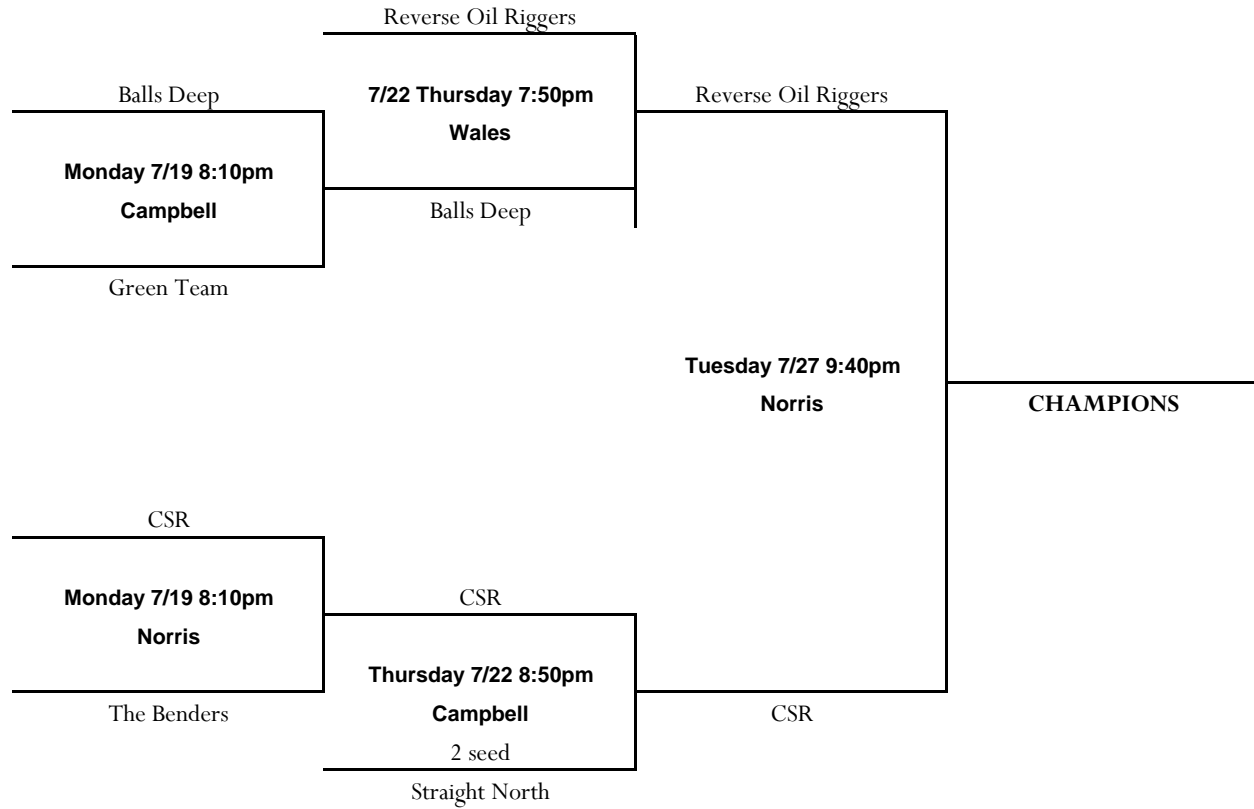 Reverse Oil Riggers
Balls Deep
7/22 Thursday 7:50pm
Reverse Oil Riggers
Wales
Monday 7/19 8:10pm
Campbell
Balls Deep
Green Team
Tuesday 7/27 9:40pm
Norris
CHAMPIONS
CSR
Monday 7/19 8:10pm
CSR
Norris
Thursday 7/22 8:50pm
The Benders
Campbell
CSR
2 seed
Straight North